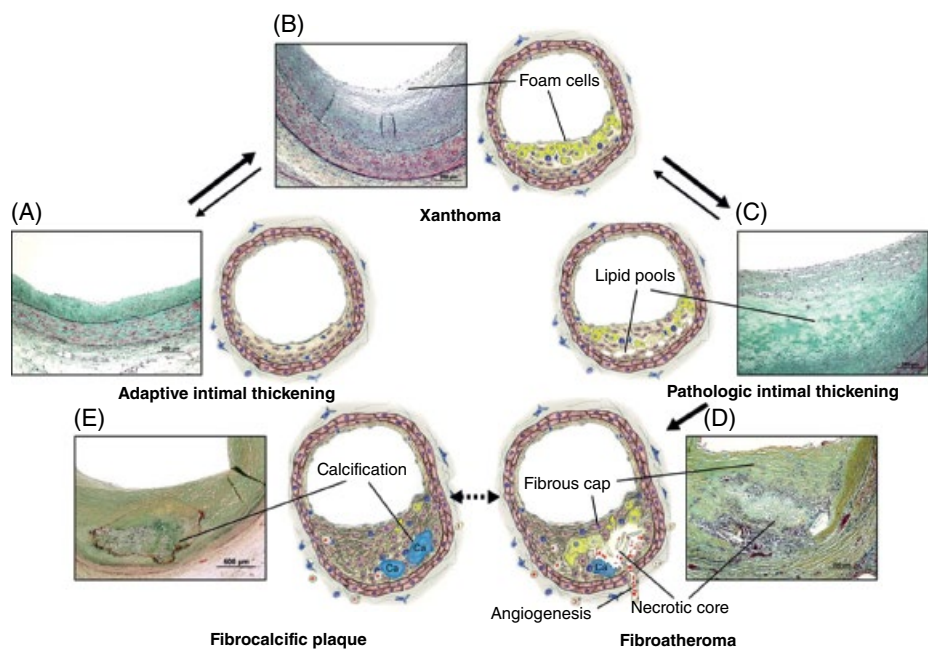 (B)
Foam cells
Xanthoma
(A)
(C)
Lipid pools
Adaptive intimal thickening
Pathologic intimal thickening
(E)
(D)
Calcification
Fibrous cap
Ca
Ca
Ca
600 μm
Angiogenesis
Necrotic core
Fibrocalcific plaque
Fibroatheroma